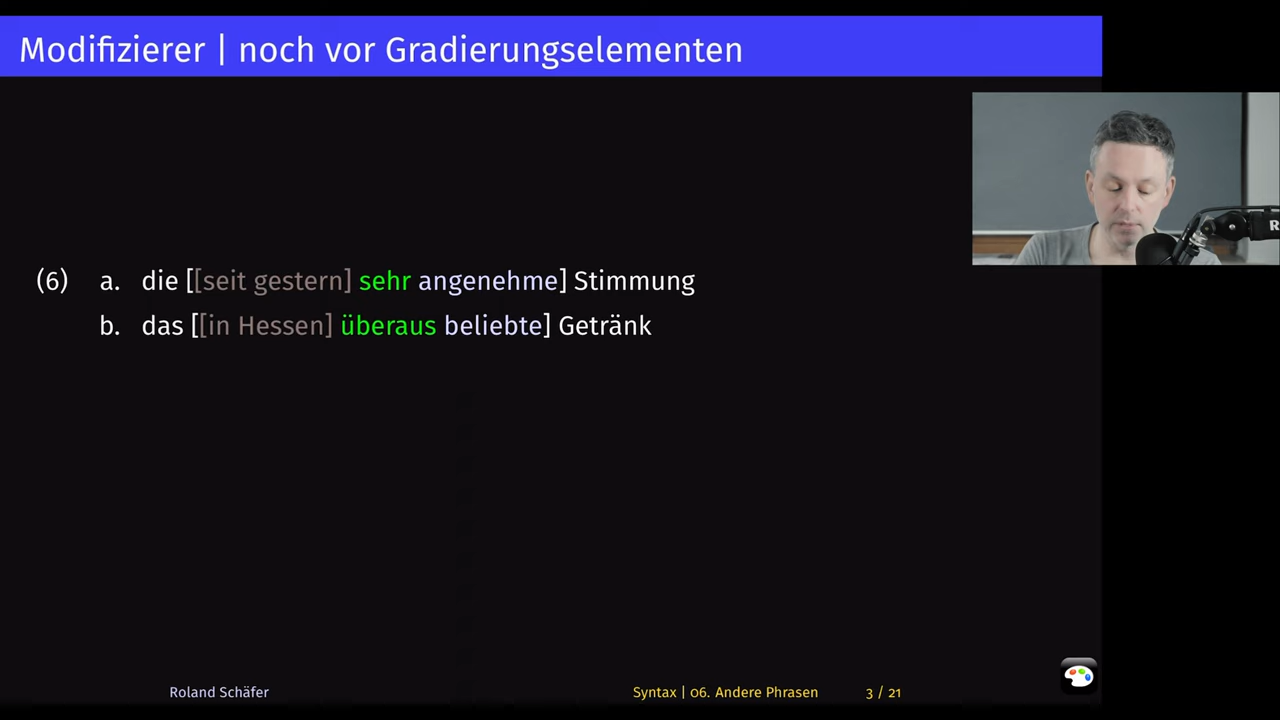 Modifizierer | noch vor Gradierungselementen
(6) a. die [[seit gestern] sehr angenehme] Stimmung
b. das [[in Hessen] überaus beliebte] Getränk
R
Roland Schäfer Syntax | 06. Andere Phrasen 3 / 21